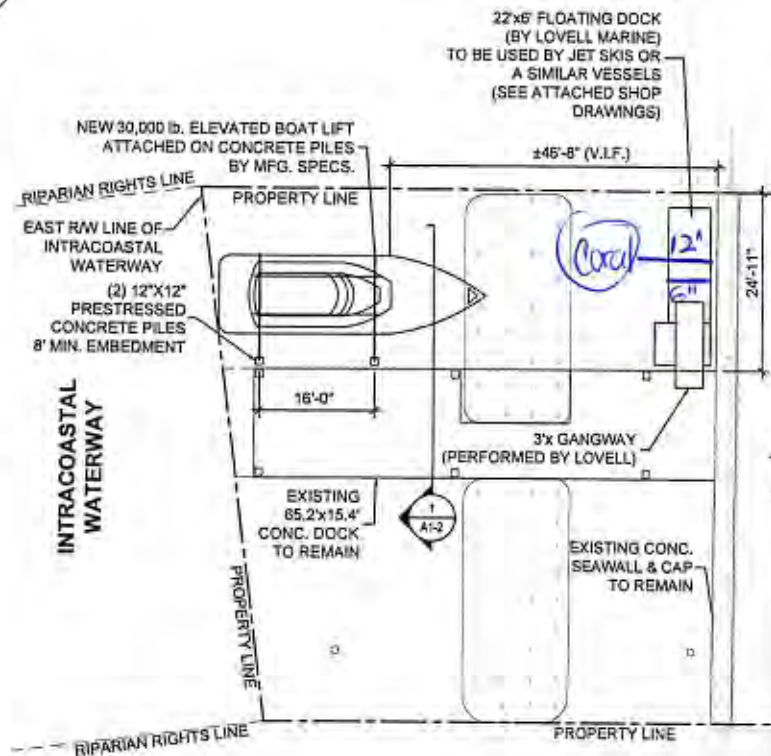 22'x6' FLOATING DOCK
(BY LOVELL MARINE)
TO BE USED BY JET SKIS OR
A SIMILAR VESSELS
(SEE ATTACHED SHOP
DRAWINGS)
NEW 30,000 lb. ELEVATED BOAT LIFT
ATTACHED ON CONCRETE PILES
BY MFG. SPECS.
±46'-8" (V.I.F.)
RIPARIAN RIGHTS LINE
PROPERTY LINE
EAST R/W LINE OF
INTRACOASTAL
WATERWAY
(2) 12"X12"
PRESTRESSED
CONCRETE PILES
8' MIN. EMBEDMENT
Coral
12"
6"
24'-11"
16'-0"
INTRACOASTAL
WATERWAY
3'x GANGWAY
(PERFORMED BY LOVELL)
EXISTING
65.2'x15.4'
CONC. DOCK
TO REMAIN
1
A1-2
EXISTING CONC.
SEAWALL & CAP
TO REMAIN
PROPERTY LINE
RIPARIAN RIGHTS LINE
PROPERTY LINE